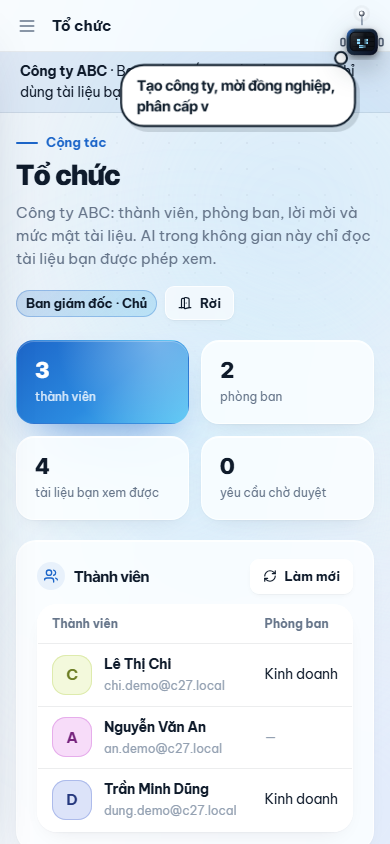 Tổ chức
Công ty ABC
dùng tài liệu bạ
Tạo công ty, mời đồng nghiệp,
phân cấp v
Cộng tác
Tổ chức
Công ty ABC: thành viên, phòng ban, lời mời và
mức mật tài liệu. AI trong không gian này chỉ đọc
tài liệu bạn được phép xem.
Ban giám đốc · Chủ
Rời
3
thành viên
2
phòng ban
4
tài liệu bạn xem được
0
yêu cầu chờ duyệt
Thành viên
Làm mới
Thành viên Phòng ban
C
Lê Thị Chi
chi.demo@c27.local
Kinh doanh
A
Nguyễn Văn An
an.demo@c27.local
—
D
Trần Minh Dũng
dung.demo@c27.local
Kinh doanh